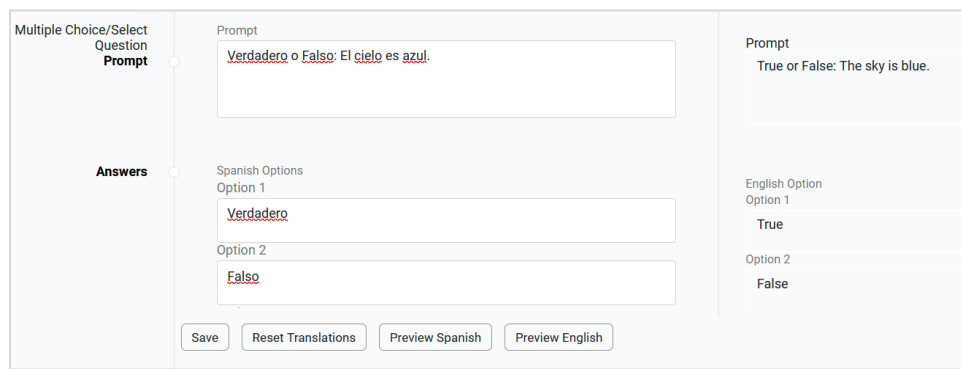 Multiple Choice/Select
Question
Prompt
Prompt
Verdadero o Falso: El cielo es azul.
Prompt
True or False: The sky is blue.
Answers
Spanish Options
Option 1
Verdadero
Option 2
Falso
English Option
Option 1
True
Option 2
False
Save
Reset Translations
Preview Spanish
Preview English